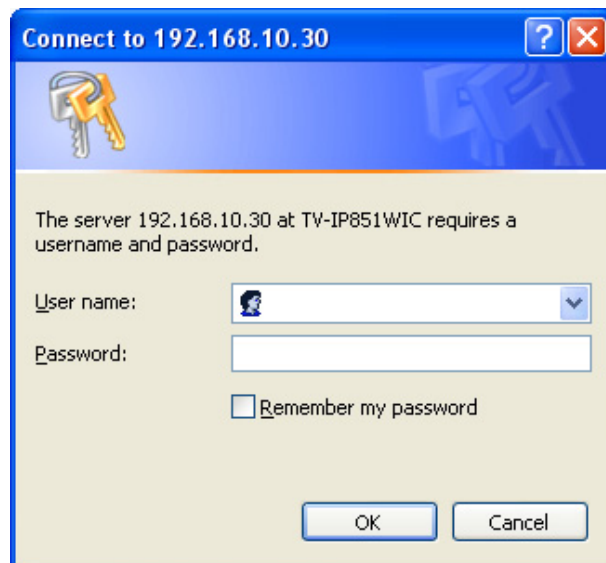 Connect to 192.168.10.30
The server 192.168.10.30 at TV-IP851WIC requires a
username and password.
User name:
Password:
Remember my password
OK
Cancel